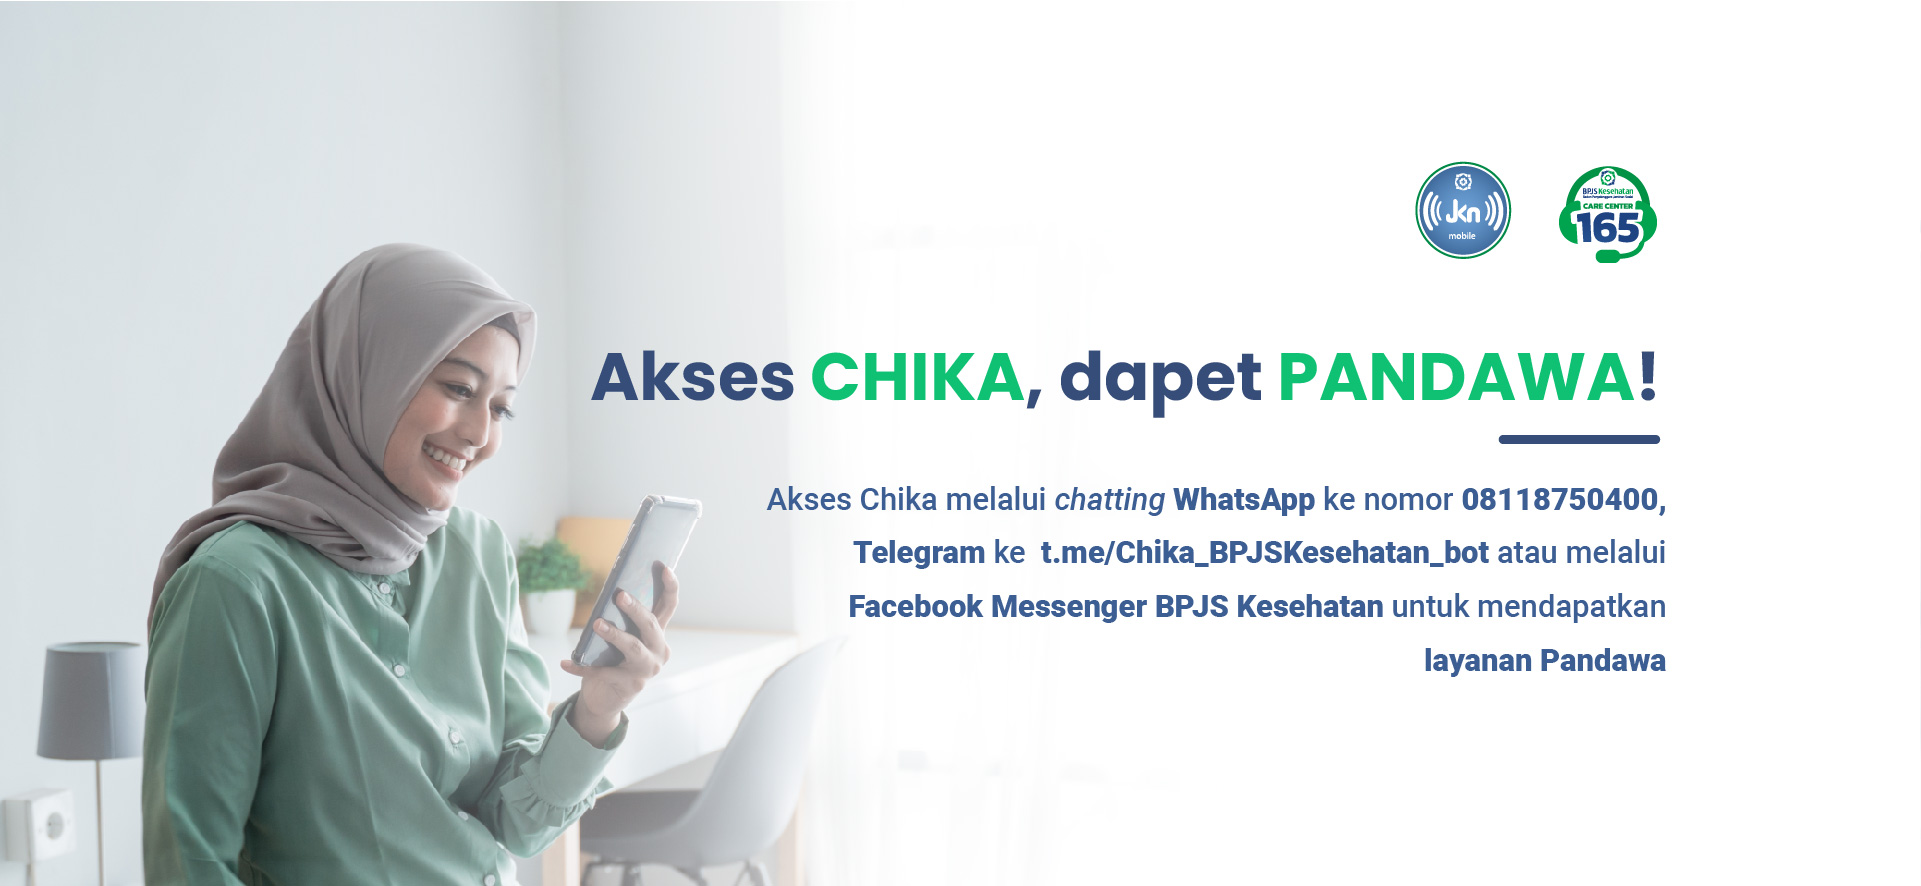 Jkn
mobile
BPJS Kesehatan
CARE CENTER
165
Akses CHIKA, dapet PANDAWA!
Akses Chika melalui chatting WhatsApp ke nomor 08118750400,
Telegram ke t.me/Chika_BPJSKesehatan_bot atau melalui
Facebook Messenger BPJS Kesehatan untuk mendapatkan
layanan Pandawa